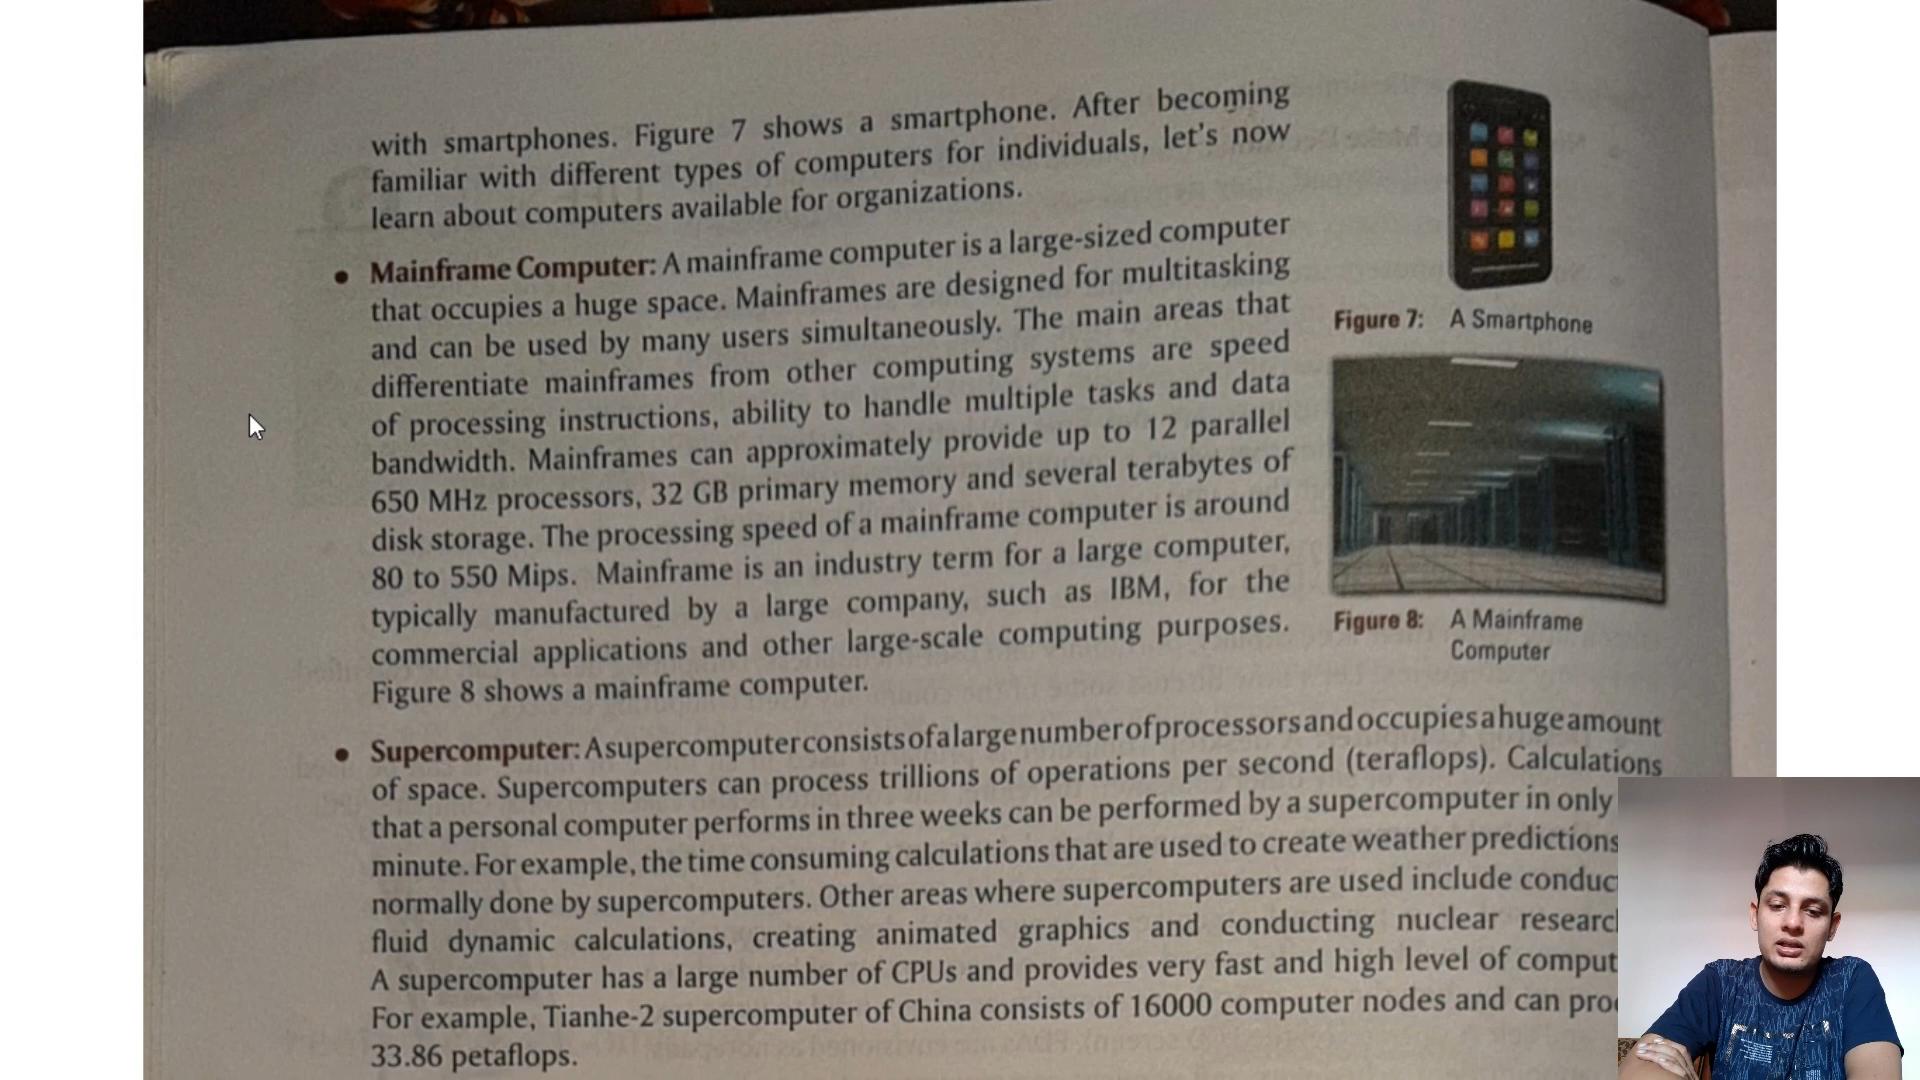 with smartphones. Figure 7 shows a smartphone. After becoming
familiar with different types of computers for individuals, let's now
learn about computers available for organizations.
• Mainframe Computer: A mainframe computer is a large-sized computer
that occupies a huge space. Mainframes are designed for multitasking
and can be used by many users simultaneously. The main areas that
differentiate mainframes from other computing systems are speed
of processing instructions, ability to handle multiple tasks and data
bandwidth. Mainframes can approximately provide up to 12 parallel
650 MHz processors, 32 GB primary memory and several terabytes of
disk storage. The processing speed of a mainframe computer is around
80 to 550 Mips. Mainframe is an industry term for a large computer,
typically manufactured by a large company, such as IBM, for the
commercial applications and other large-scale computing purposes.
Figure 8 shows a mainframe computer.
Figure 7: A Smartphone
Figure 8: A Mainframe
Computer
• Supercomputer: A supercomputer consists of a large number of processors and occupies a huge amount
of space. Supercomputers can process trillions of operations per second (teraflops). Calculations
that a personal computer performs in three weeks can be performed by a supercomputer in only
minute. For example, the time consuming calculations that are used to create weather predictions
normally done by supercomputers. Other areas where supercomputers are used include
fluid dynamic calculations, creating animated graphics and conducting nuclear
A supercomputer has a large number of CPUs and provides very fast and high level of
For example, Tianhe-2 supercomputer of China consists of 16000 computer nodes and can
33.86 petaflops.